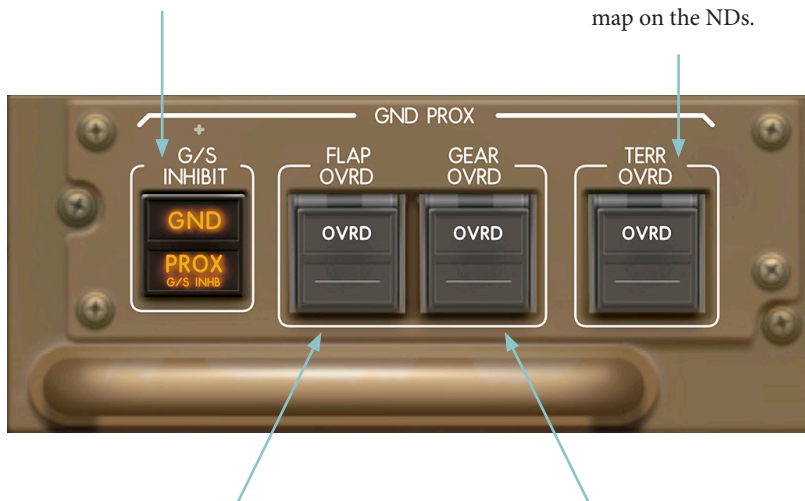 map on the NDs.
GND PROX
G/S
INHIBIT
FLAP
OVRD
GEAR
OVRD
TERR
OVRD
GND
PROX
G/S INHB
OVRD
OVRD
OVRD